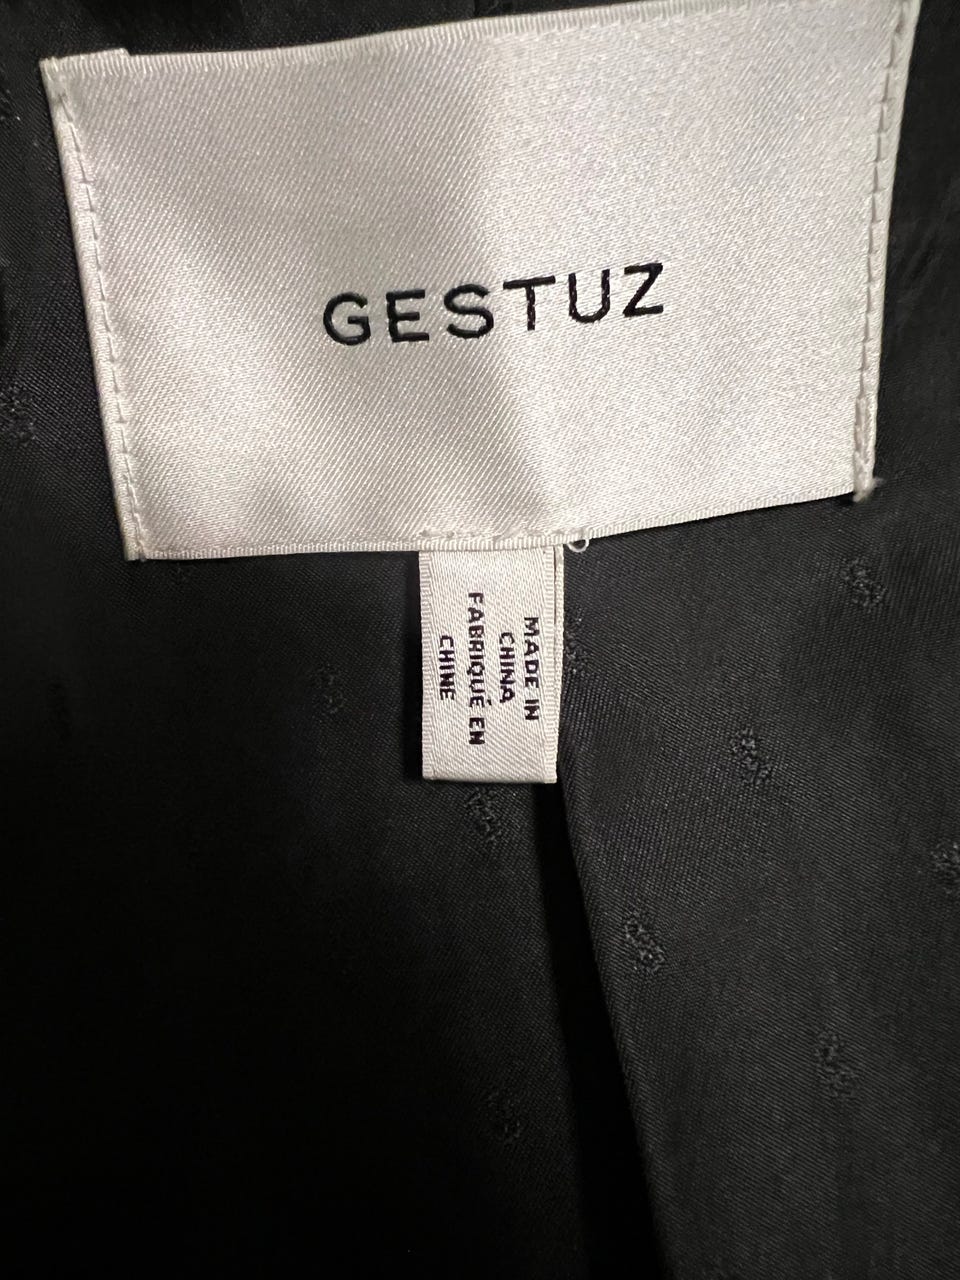 GESTUZ
MADE IN
CHINA
FABRIQUÉ EN
CHINE